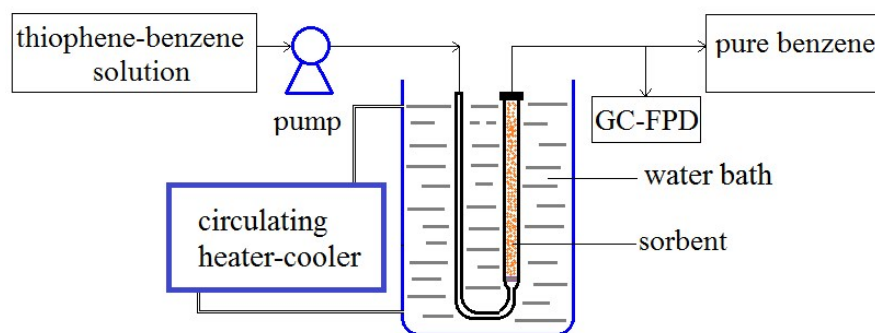 thiophene-benzene
solution
pump
pure benzene
GC-FPD
water bath
sorbent
circulating
heater-cooler